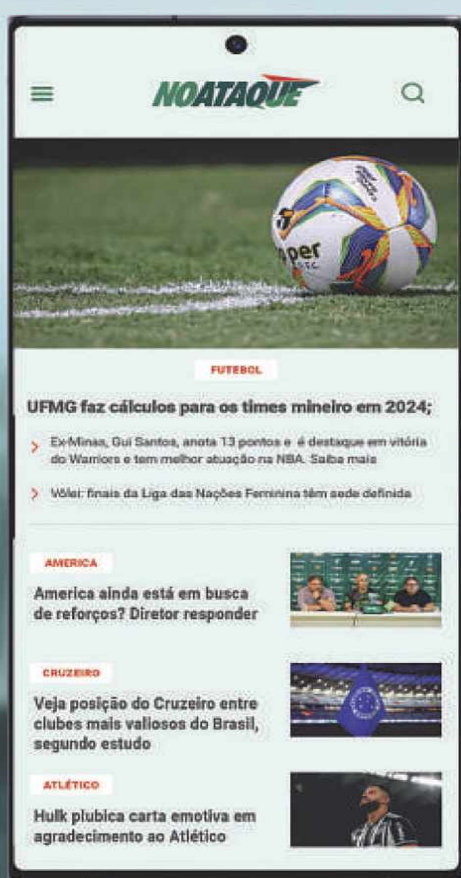 NOATAQUE
per
FUTEBOL
UFMG faz cálculos para os times mineiro em 2024;
Ex-Minas, Gui Santos, anota 13 pontos e é destaque em vitória
do Warriors e tem melhor atuação na NBA. Saiba mais
Vôlei: finais da Liga das Nações Feminina têm sede definida
AMERICA
America ainda está em busca
de reforços? Diretor responder
CRUZEIRO
Veja posição do Cruzeiro entre
clubes mais valiosos do Brasil,
segundo estudo
ATLÉTICO
Hulk plubica carta emotiva em
agradecimento ao Atlético